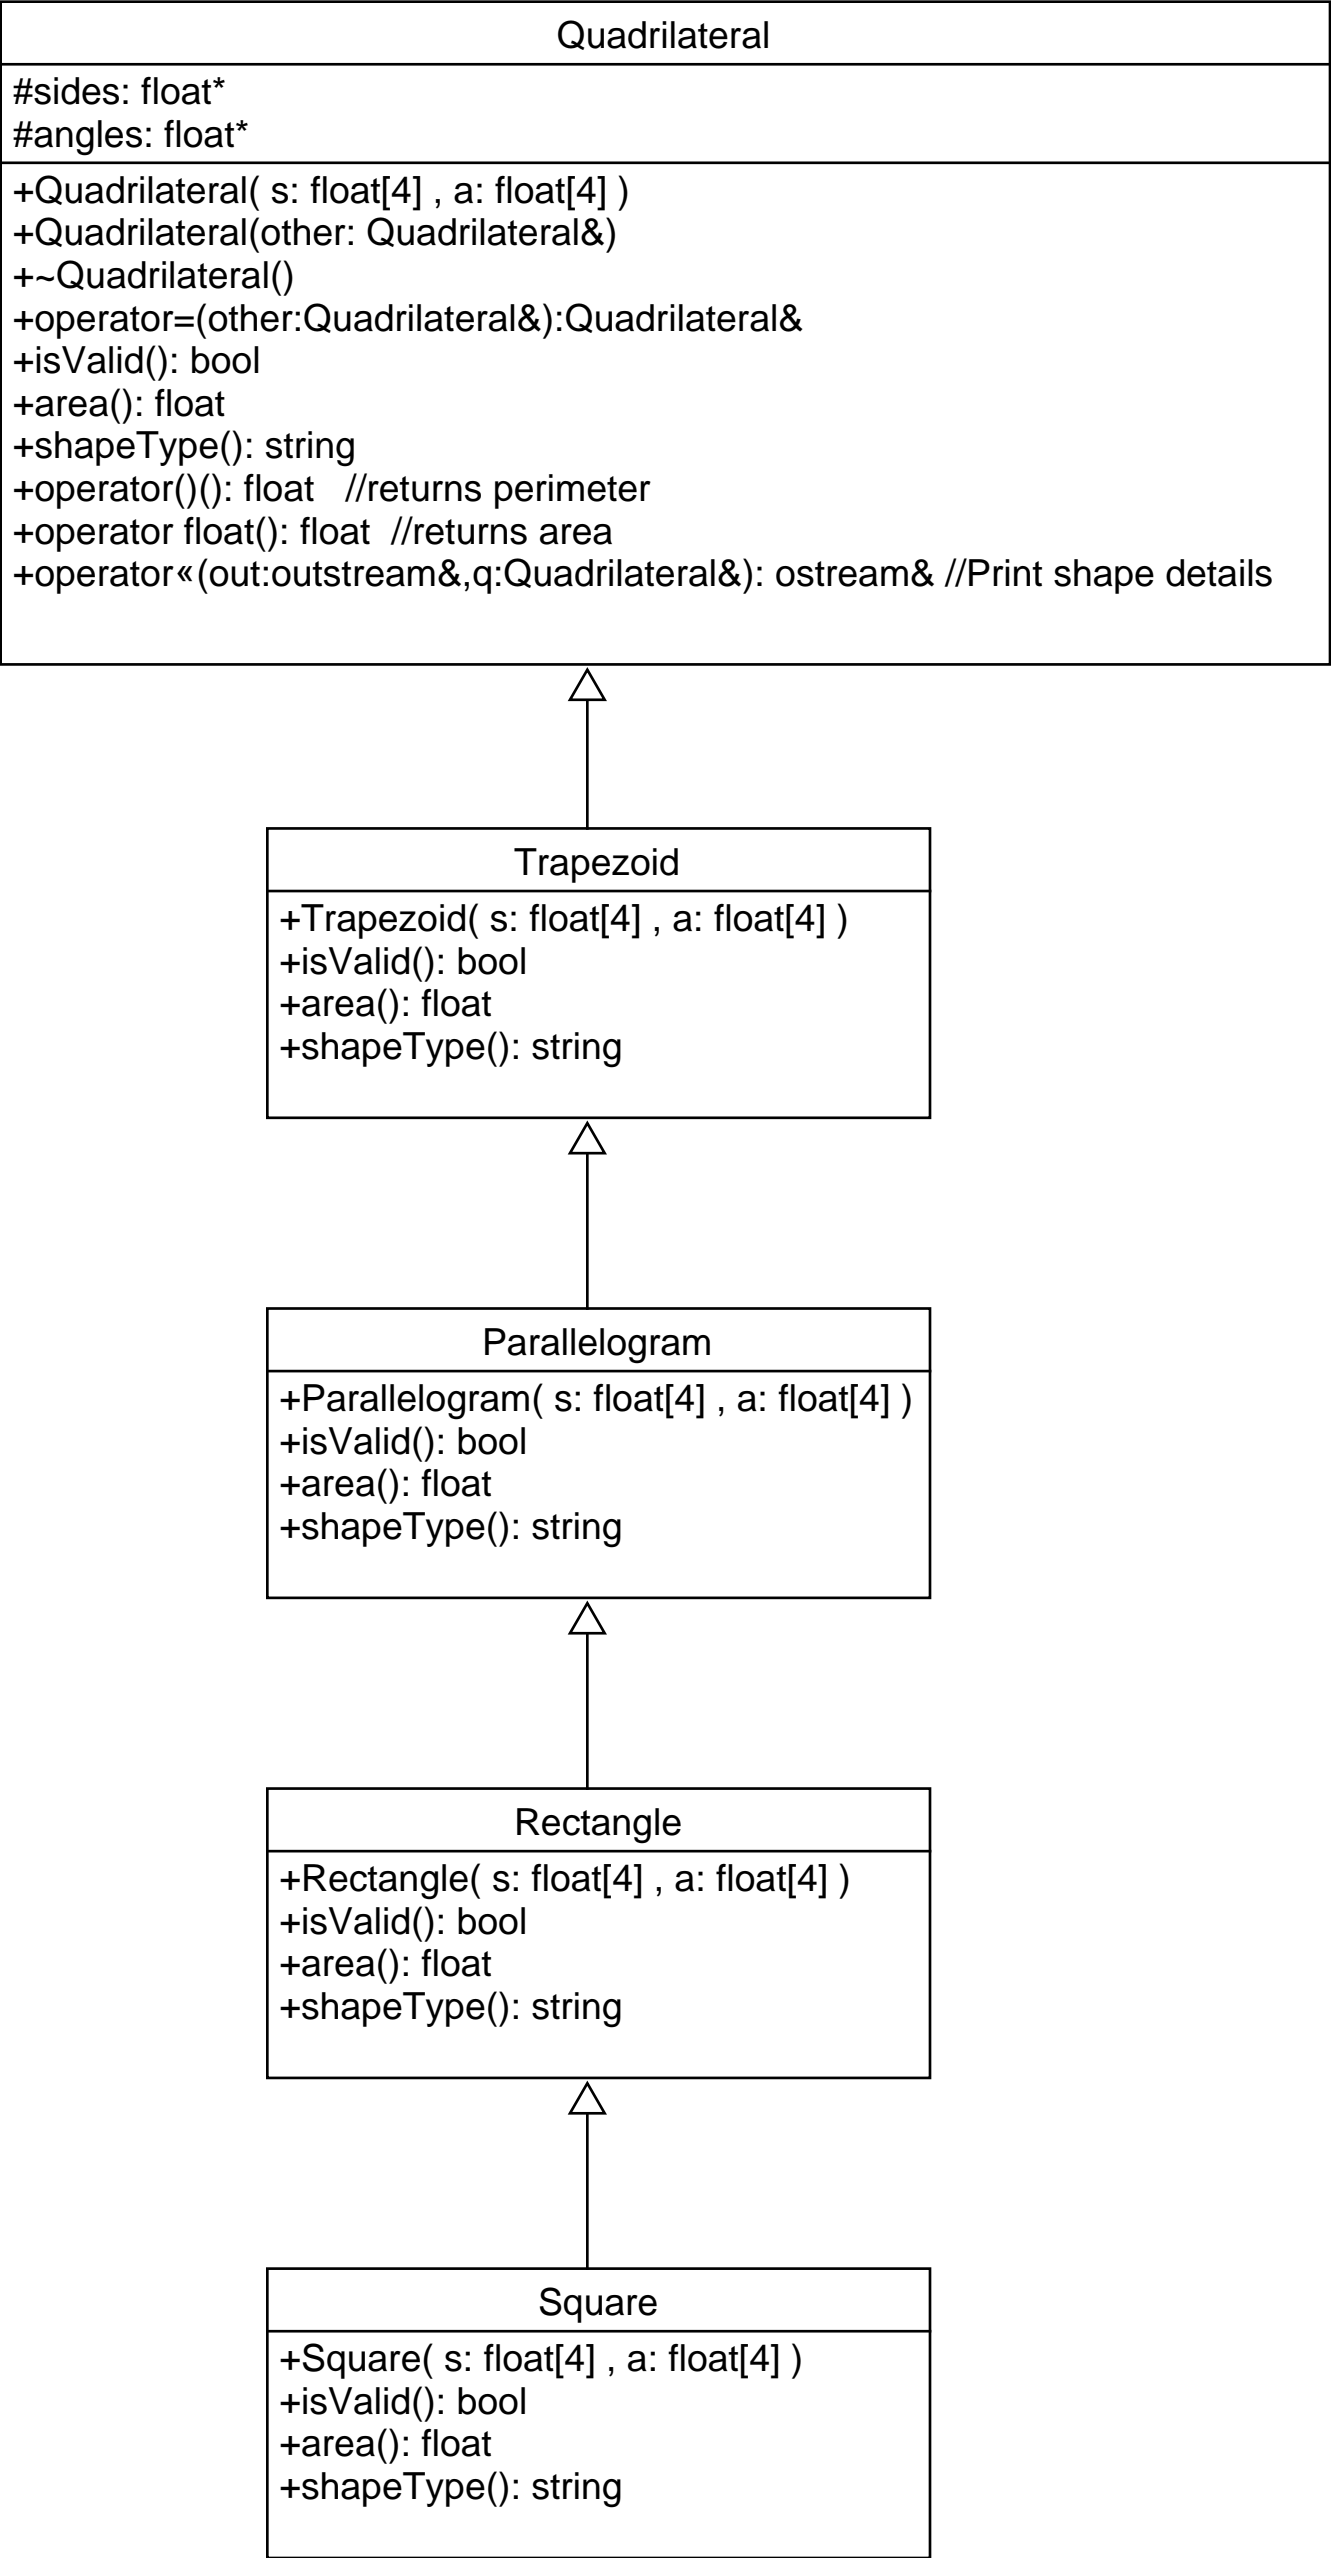 Quadrilateral
#sides: float*
#angles: float*
+Quadrilateral( s: float[4] , a: float[4] )
+Quadrilateral(other: Quadrilateral&)
+~Quadrilateral()
+operator=(other:Quadrilateral&):Quadrilateral&
+isValid(): bool
+area(): float
+shapeType(): string
+operator()(): float //returns perimeter
+operator float(): float //returns area
+operator«(out:outstream&,q:Quadrilateral&): ostream& //Print shape details
Trapezoid
+Trapezoid( s: float[4] , a: float[4] )
+isValid(): bool
+area(): float
+shapeType(): string
Parallelogram
+Parallelogram( s: float[4] , a: float[4] )
+isValid(): bool
+area(): float
+shapeType(): string
Rectangle
+Rectangle( s: float[4] , a: float[4] )
+isValid(): bool
+area(): float
+shapeType(): string
Square
+Square( s: float[4] , a: float[4] )
+isValid(): bool
+area(): float
+shapeType(): string